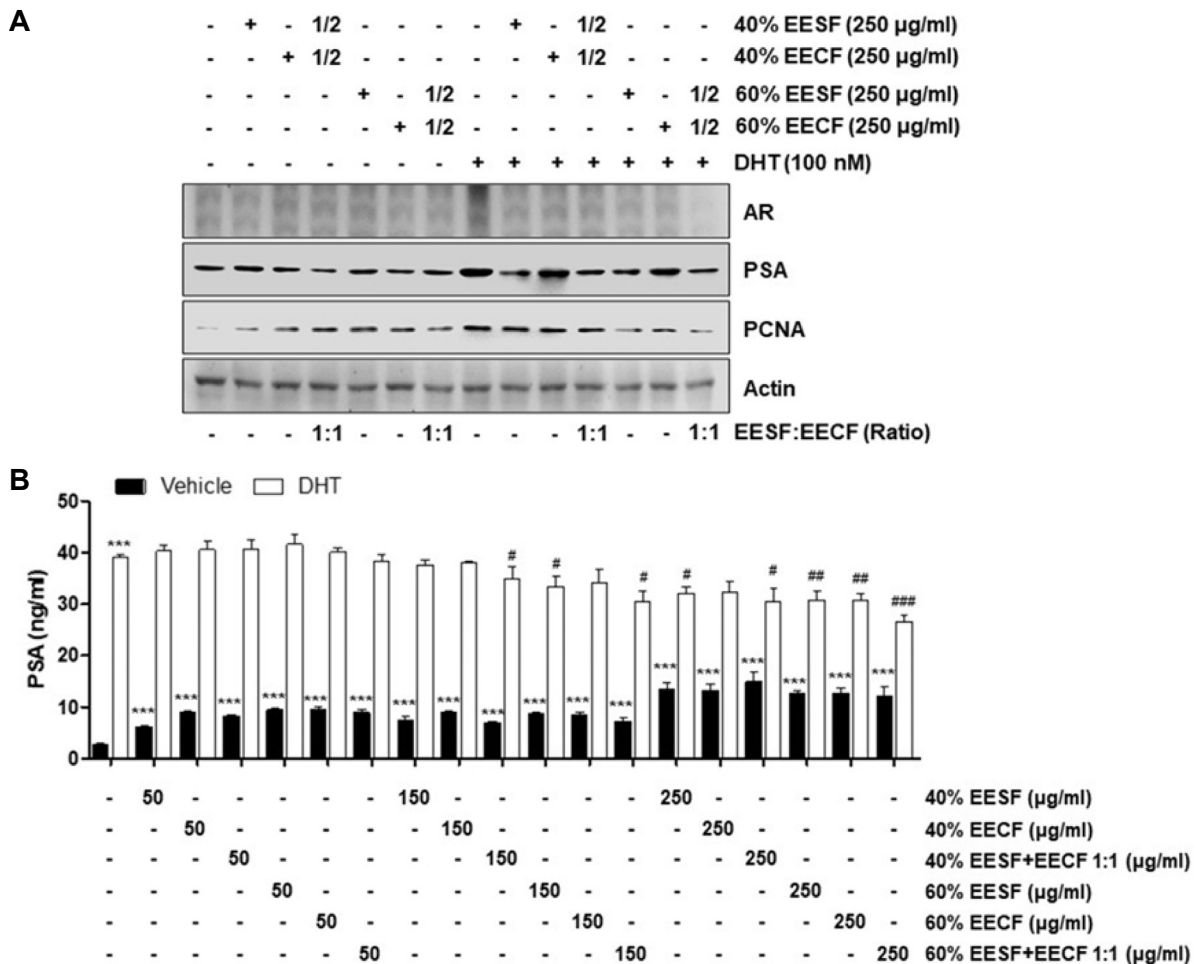 A
- + - 1/2 - - - - + - 1/2 - - - 40% EESF (250 µg/ml)
- - + 1/2 - - - - - + 1/2 - - - 40% EECF (250 µg/ml)
- - - - + - 1/2 - - - - + - 1/2 60% EESF (250 µg/ml)
- - - - - + 1/2 - - - - - + 1/2 60% EECF (250 µg/ml)
- - - - - - - + + + + + + + DHT (100 nM)
AR
PSA
PCNA
Actin
- - - 1:1 - - 1:1 - - - 1:1 - - 1:1 EESF:EECF (Ratio)
B
Vehicle DHT
PSA (ng/ml)
50
40
30
20
10
0
*** # # # # # ## ## ###
*** *** *** *** *** *** *** *** *** *** *** *** *** *** *** *** *** ***
- 50 - - - - - 150 - - - - - 250 - - - - - 40% EESF (µg/ml)
- - 50 - - - - - 150 - - - - - 250 - - - - 40% EECF (µg/ml)
- - - 50 - - - - - 150 - - - - - 250 - - - 40% EESF+EECF 1:1 (µg/ml)
- - - - 50 - - - - - 150 - - - - - 250 - - 60% EESF (µg/ml)
- - - - - 50 - - - - - 150 - - - - - 250 - 60% EECF (µg/ml)
- - - - - - 50 - - - - - 150 - - - - - 250 60% EESF+EECF 1:1 (µg/ml)